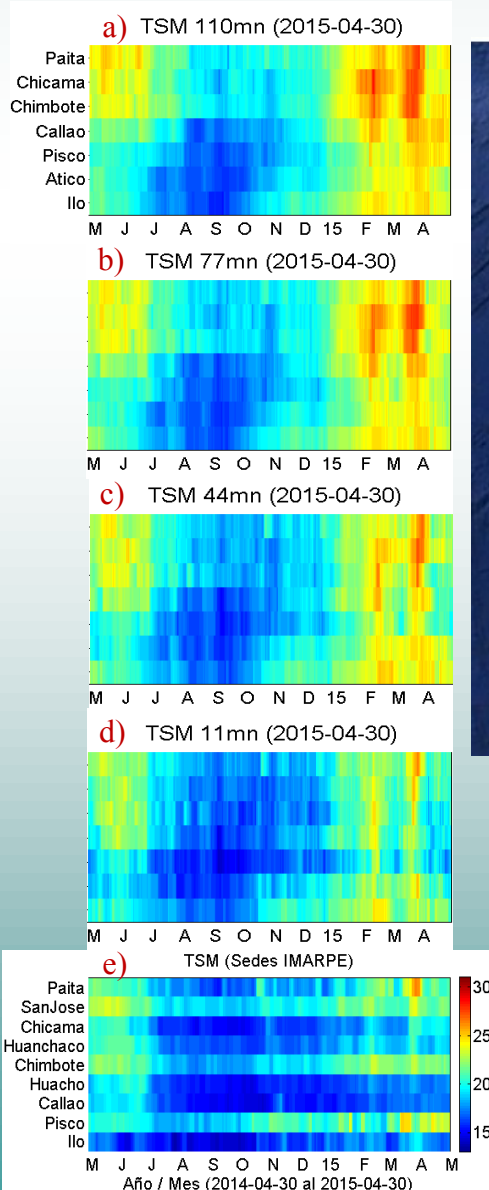 a) TSM 110mn (2015-04-30)
Paita
Chicama
Chimbote
Callao
Pisco
Atico
Ilo
M J J A S O N D 15 F M A
b) TSM 77mn (2015-04-30)
M J J A S O N D 15 F M A
c) TSM 44mn (2015-04-30)
M J J A S O N D 15 F M A
d) TSM 11mn (2015-04-30)
M J J A S O N D 15 F M A
e) TSM (Sedes IMARPE)
Paita
SanJose
Chicama
Huanchaco
Chimbote
Huacho
Callao
Pisco
Ilo
30
25
20
15
M J J A S O N D 15 F M A M
Año / Mes (2014-04-30 al 2015-04-30)